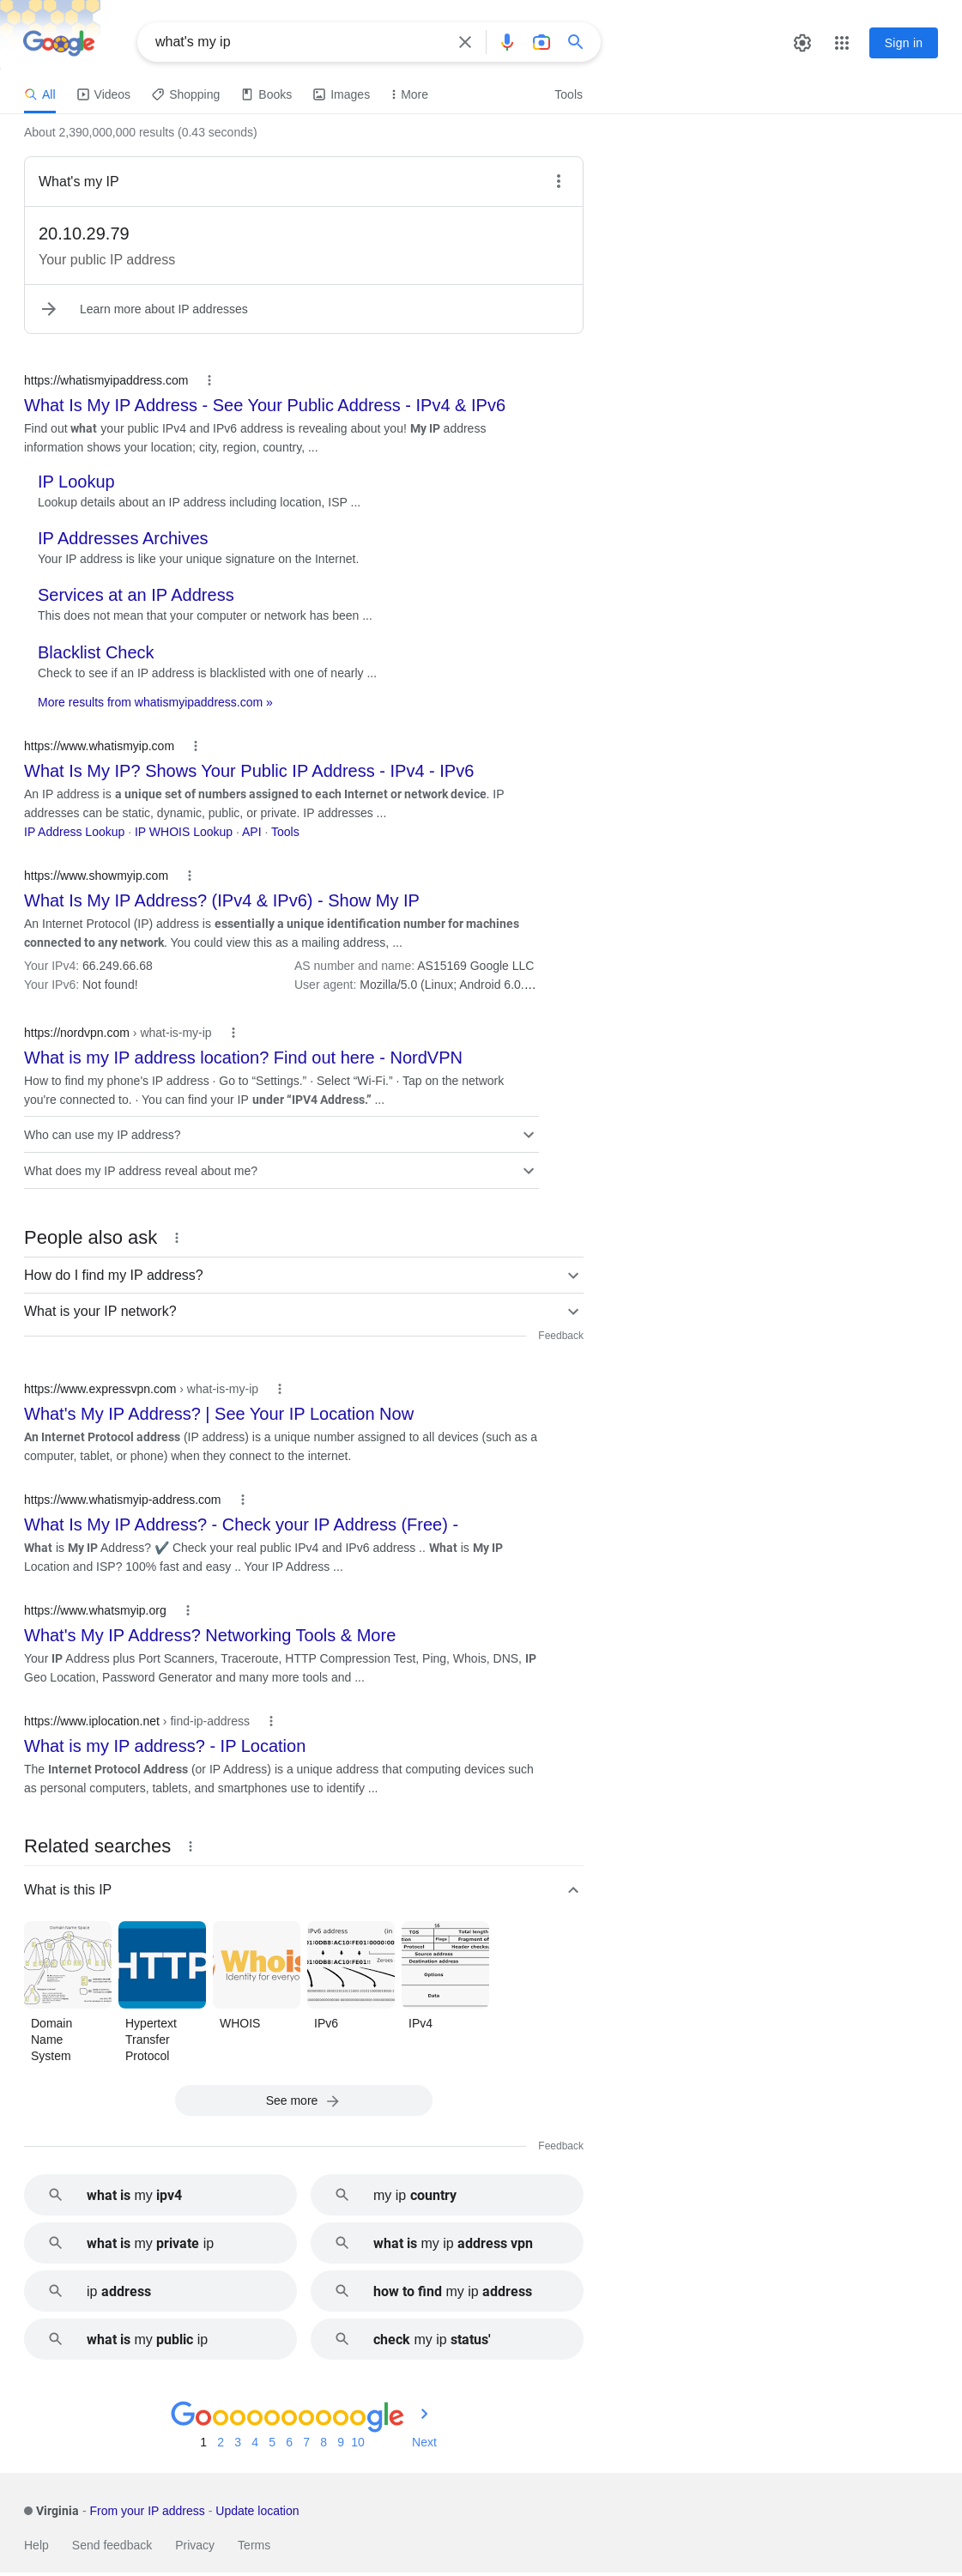 Google
what's my ip
Sign in
All Videos Shopping Books Images More Tools
About 2,390,000,000 results (0.43 seconds)
What's my IP
20.10.29.79
Your public IP address
Learn more about IP addresses
https://whatismyipaddress.com
What Is My IP Address - See Your Public Address - IPv4 & IPv6
Find out what your public IPv4 and IPv6 address is revealing about you! My IP address
information shows your location; city, region, country, ...
IP Lookup
Lookup details about an IP address including location, ISP ...
IP Addresses Archives
Your IP address is like your unique signature on the Internet.
Services at an IP Address
This does not mean that your computer or network has been ...
Blacklist Check
Check to see if an IP address is blacklisted with one of nearly ...
More results from whatismyipaddress.com »
https://www.whatismyip.com
What Is My IP? Shows Your Public IP Address - IPv4 - IPv6
An IP address is a unique set of numbers assigned to each Internet or network device. IP
addresses can be static, dynamic, public, or private. IP addresses ...
IP Address Lookup · IP WHOIS Lookup · API · Tools
https://www.showmyip.com
What Is My IP Address? (IPv4 & IPv6) - Show My IP
An Internet Protocol (IP) address is essentially a unique identification number for machines
connected to any network. You could view this as a mailing address, ...
Your IPv4: 66.249.66.68 AS number and name: AS15169 Google LLC
Your IPv6: Not found! User agent: Mozilla/5.0 (Linux; Android 6.0....
https://nordvpn.com › what-is-my-ip
What is my IP address location? Find out here - NordVPN
How to find my phone's IP address · Go to “Settings.” · Select “Wi-Fi.” · Tap on the network
you're connected to. · You can find your IP under “IPV4 Address.” ...
Who can use my IP address?
What does my IP address reveal about me?
People also ask
How do I find my IP address?
What is your IP network?
Feedback
https://www.expressvpn.com › what-is-my-ip
What's My IP Address? | See Your IP Location Now
An Internet Protocol address (IP address) is a unique number assigned to all devices (such as a
computer, tablet, or phone) when they connect to the internet.
https://www.whatismyip-address.com
What Is My IP Address? - Check your IP Address (Free) -
What is My IP Address? ✔️ Check your real public IPv4 and IPv6 address .. What is My IP
Location and ISP? 100% fast and easy .. Your IP Address ...
https://www.whatsmyip.org
What's My IP Address? Networking Tools & More
Your IP Address plus Port Scanners, Traceroute, HTTP Compression Test, Ping, Whois, DNS, IP
Geo Location, Password Generator and many more tools and ...
https://www.iplocation.net › find-ip-address
What is my IP address? - IP Location
The Internet Protocol Address (or IP Address) is a unique address that computing devices such
as personal computers, tablets, and smartphones use to identify ...
Related searches
What is this IP
Domain Name Space
HTTP
Whois
Identity for everyo
IPv6 address (in
Zeroes
16
TOS Total length
Flags Fragment of
Protocol Header checks
Source address
Destination address
Options
Data
Domain Name System
Hypertext Transfer Protocol
WHOIS
IPv6
IPv4
See more
Feedback
what is my ipv4
my ip country
what is my private ip
what is my ip address vpn
ip address
how to find my ip address
what is my public ip
check my ip status'
Goooooooooogle
1 2 3 4 5 6 7 8 9 10 Next
Virginia - From your IP address - Update location
Help Send feedback Privacy Terms